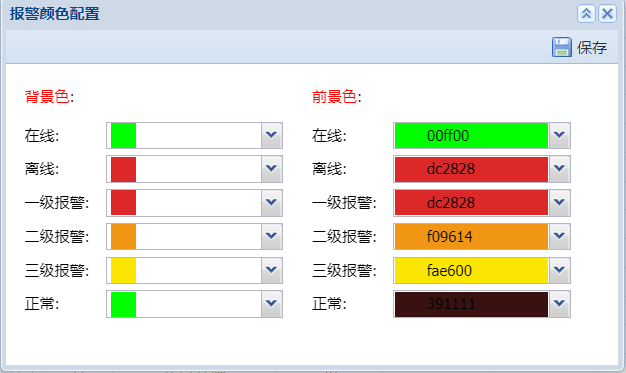 报警颜色配置
保存
背景色: 前景色:
在线: 在线: 00ff00
离线: 离线: dc2828
一级报警: 一级报警: dc2828
二级报警: 二级报警: f09614
三级报警: 三级报警: fae600
正常: 正常: 391111